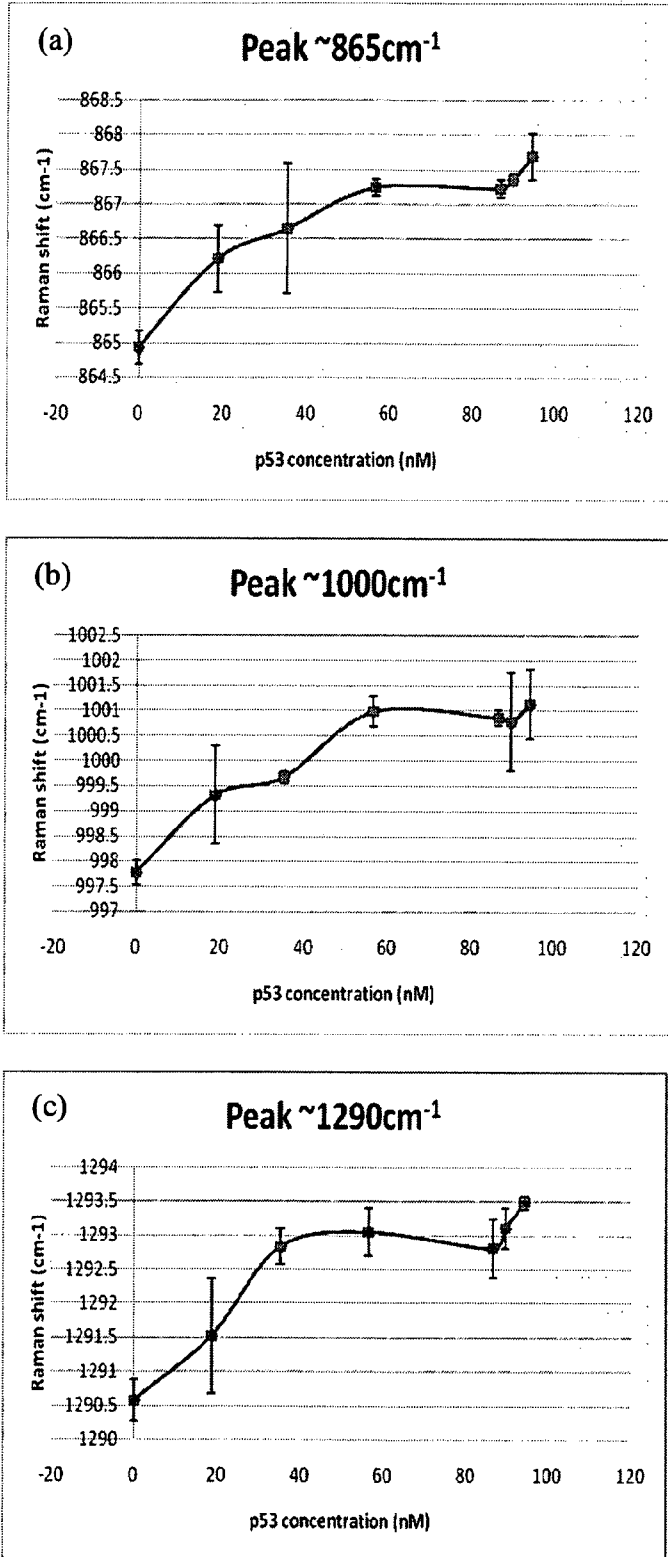 (a)
Peak ~865cm-1
Raman shift (cm-1)
868.5
868
867.5
867
866.5
866
865.5
865
864.5
-20 0 20 40 60 80 100 120
p53 concentration (nM)
(b)
Peak ~1000cm-1
Raman shift (cm-1)
1002.5
1002
1001.5
1001
1000.5
1000
999.5
999
998.5
998
997.5
997
-20 0 20 40 60 80 100 120
p53 concentration (nM)
(c)
Peak ~1290cm-1
Raman shift (cm-1)
1294
1293.5
1293
1292.5
1292
1291.5
1291
1290.5
1290
-20 0 20 40 60 80 100 120
p53 concentration (nM)